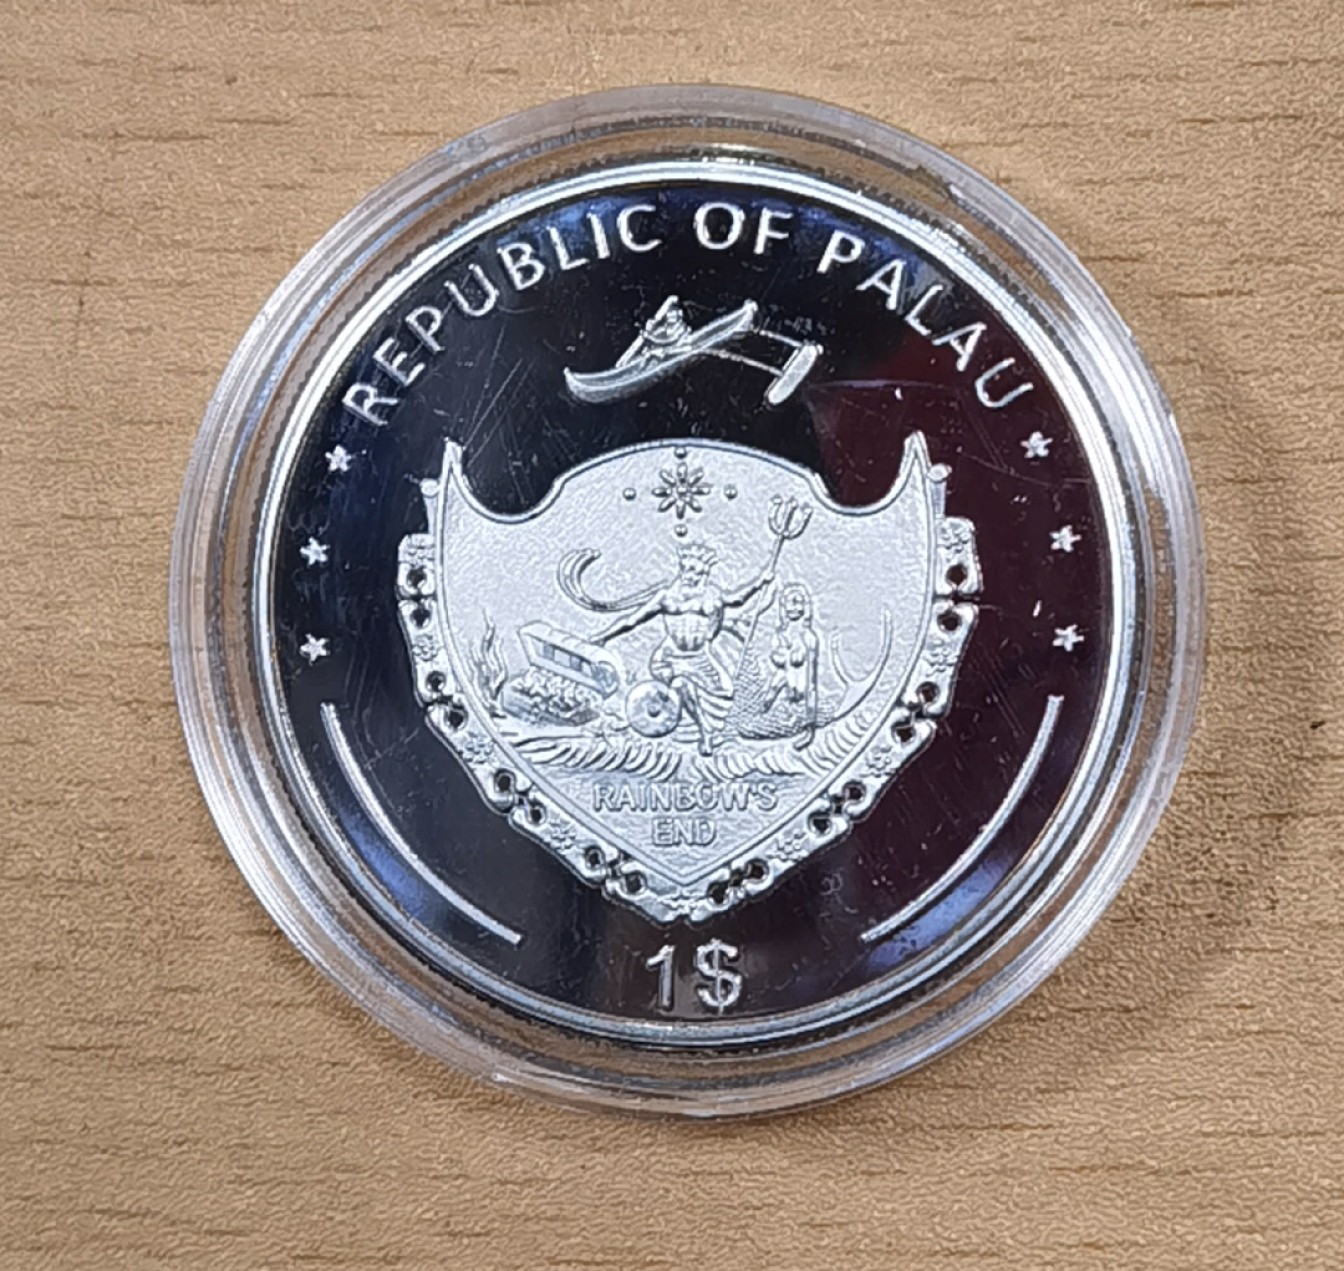 REPUBLIC OF PALAU
RAINBOW'S
END
1$